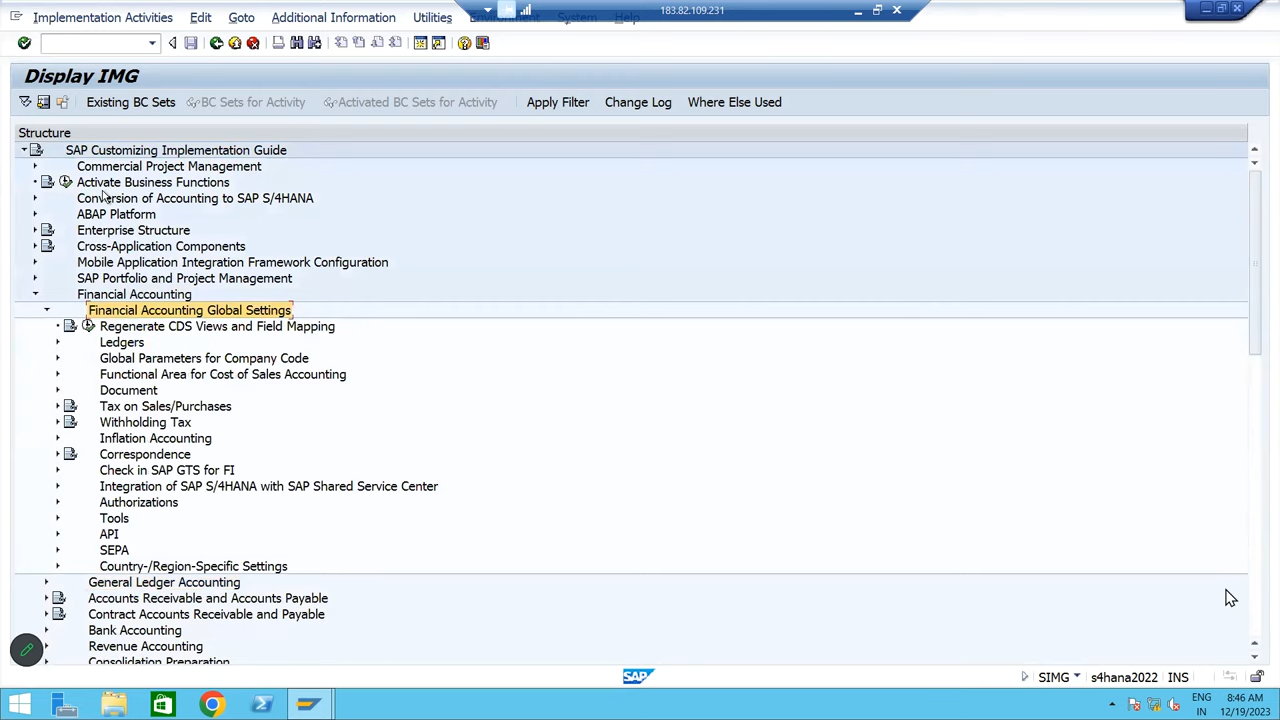 Implementation Activities Edit Goto Additional Information Utilities Environment System Help
183.82.109.231
Display IMG
Existing BC Sets BC Sets for Activity Activated BC Sets for Activity Apply Filter Change Log Where Else Used
Structure
SAP Customizing Implementation Guide
Commercial Project Management
Activate Business Functions
Conversion of Accounting to SAP S/4HANA
ABAP Platform
Enterprise Structure
Cross-Application Components
Mobile Application Integration Framework Configuration
SAP Portfolio and Project Management
Financial Accounting
Financial Accounting Global Settings
Regenerate CDS Views and Field Mapping
Ledgers
Global Parameters for Company Code
Functional Area for Cost of Sales Accounting
Document
Tax on Sales/Purchases
Withholding Tax
Inflation Accounting
Correspondence
Check in SAP GTS for FI
Integration of SAP S/4HANA with SAP Shared Service Center
Authorizations
Tools
API
SEPA
Country-/Region-Specific Settings
General Ledger Accounting
Accounts Receivable and Accounts Payable
Contract Accounts Receivable and Payable
Bank Accounting
Revenue Accounting
Consolidation Preparation
SAP SIMG s4hana2022 INS
ENG 8:46 AM
IN 12/19/2023